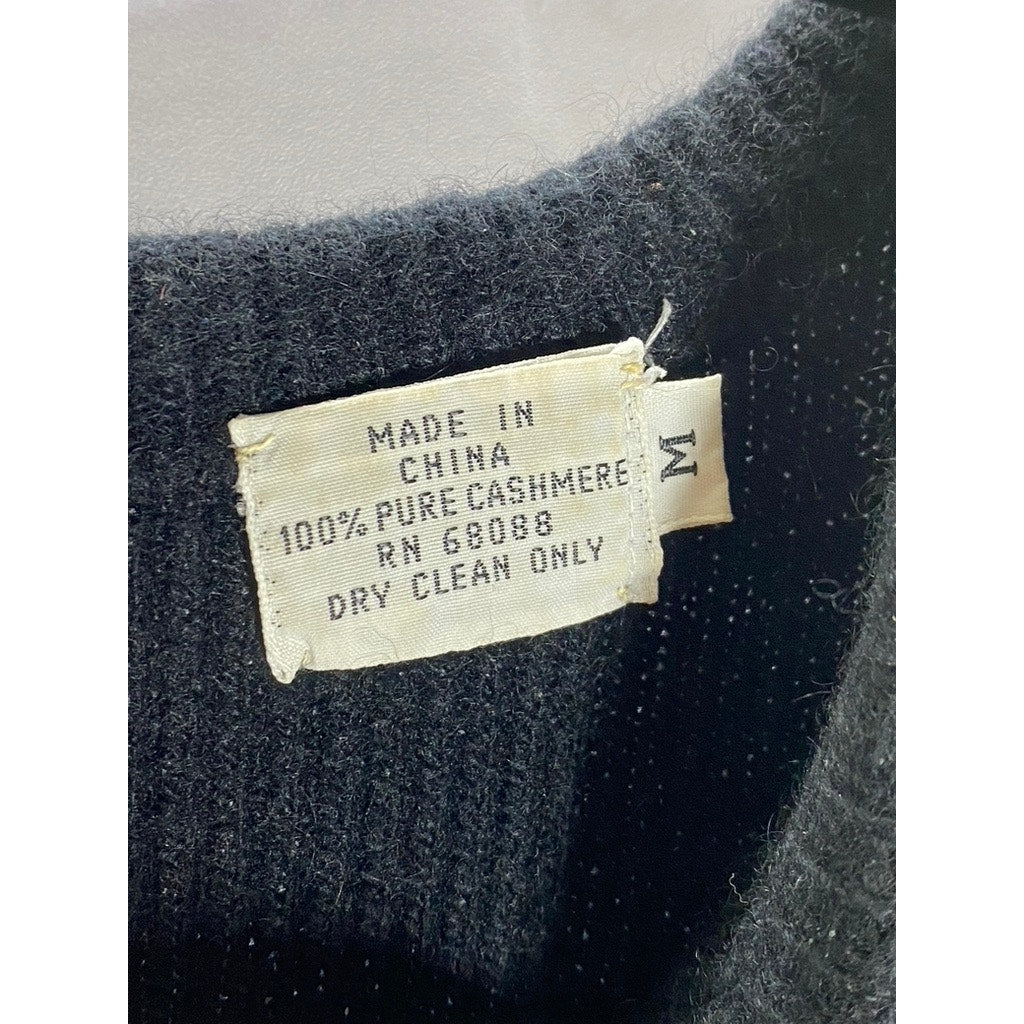 MADE IN
CHINA
100% PURE CASHMERE
RN 68088
DRY CLEAN ONLY
M